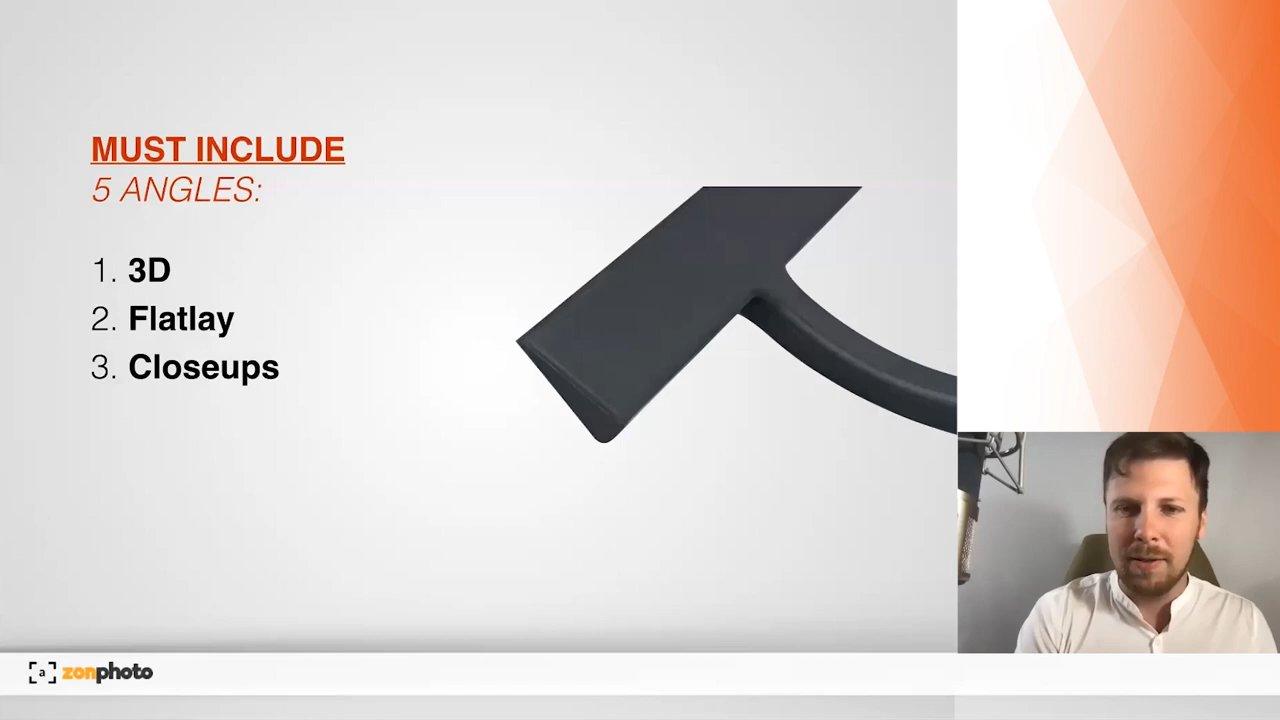 MUST INCLUDE
5 ANGLES:
1. 3D
2. Flatlay
3. Closeups
[a] zonphoto